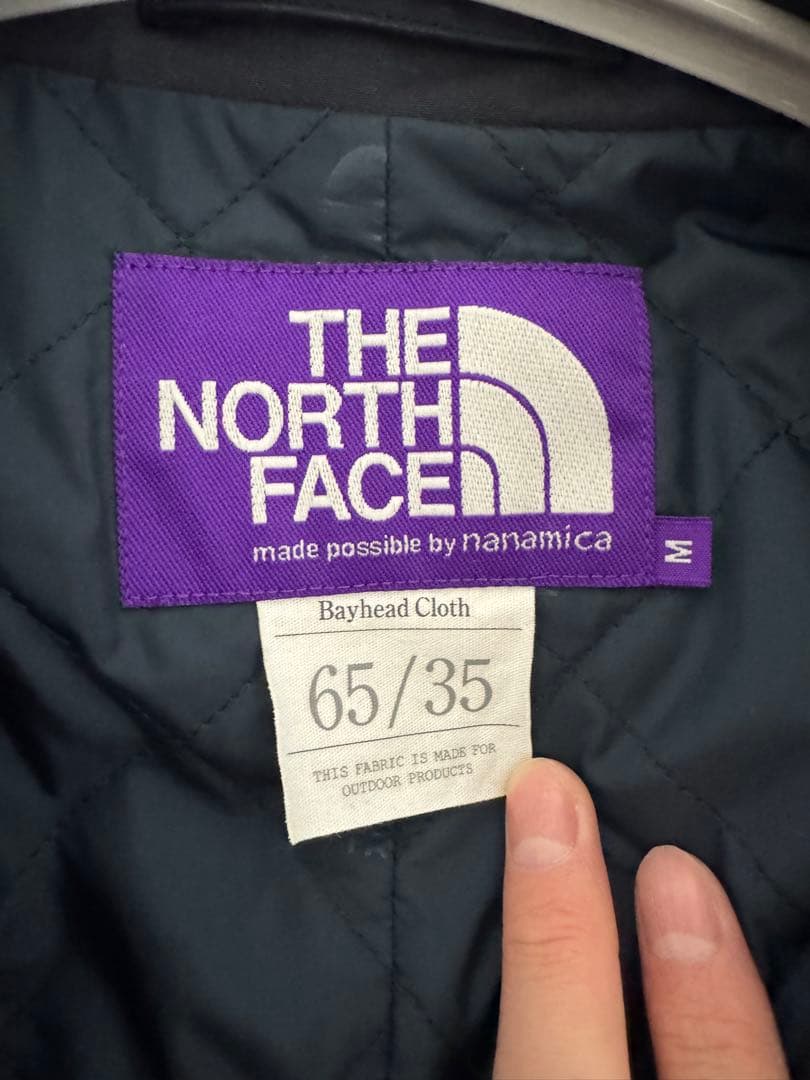 THE
NORTH
FACE
made possible by nanamica
M
Bayhead Cloth
65/35
THIS FABRIC IS MADE FOR
OUTDOOR PRODUCTS